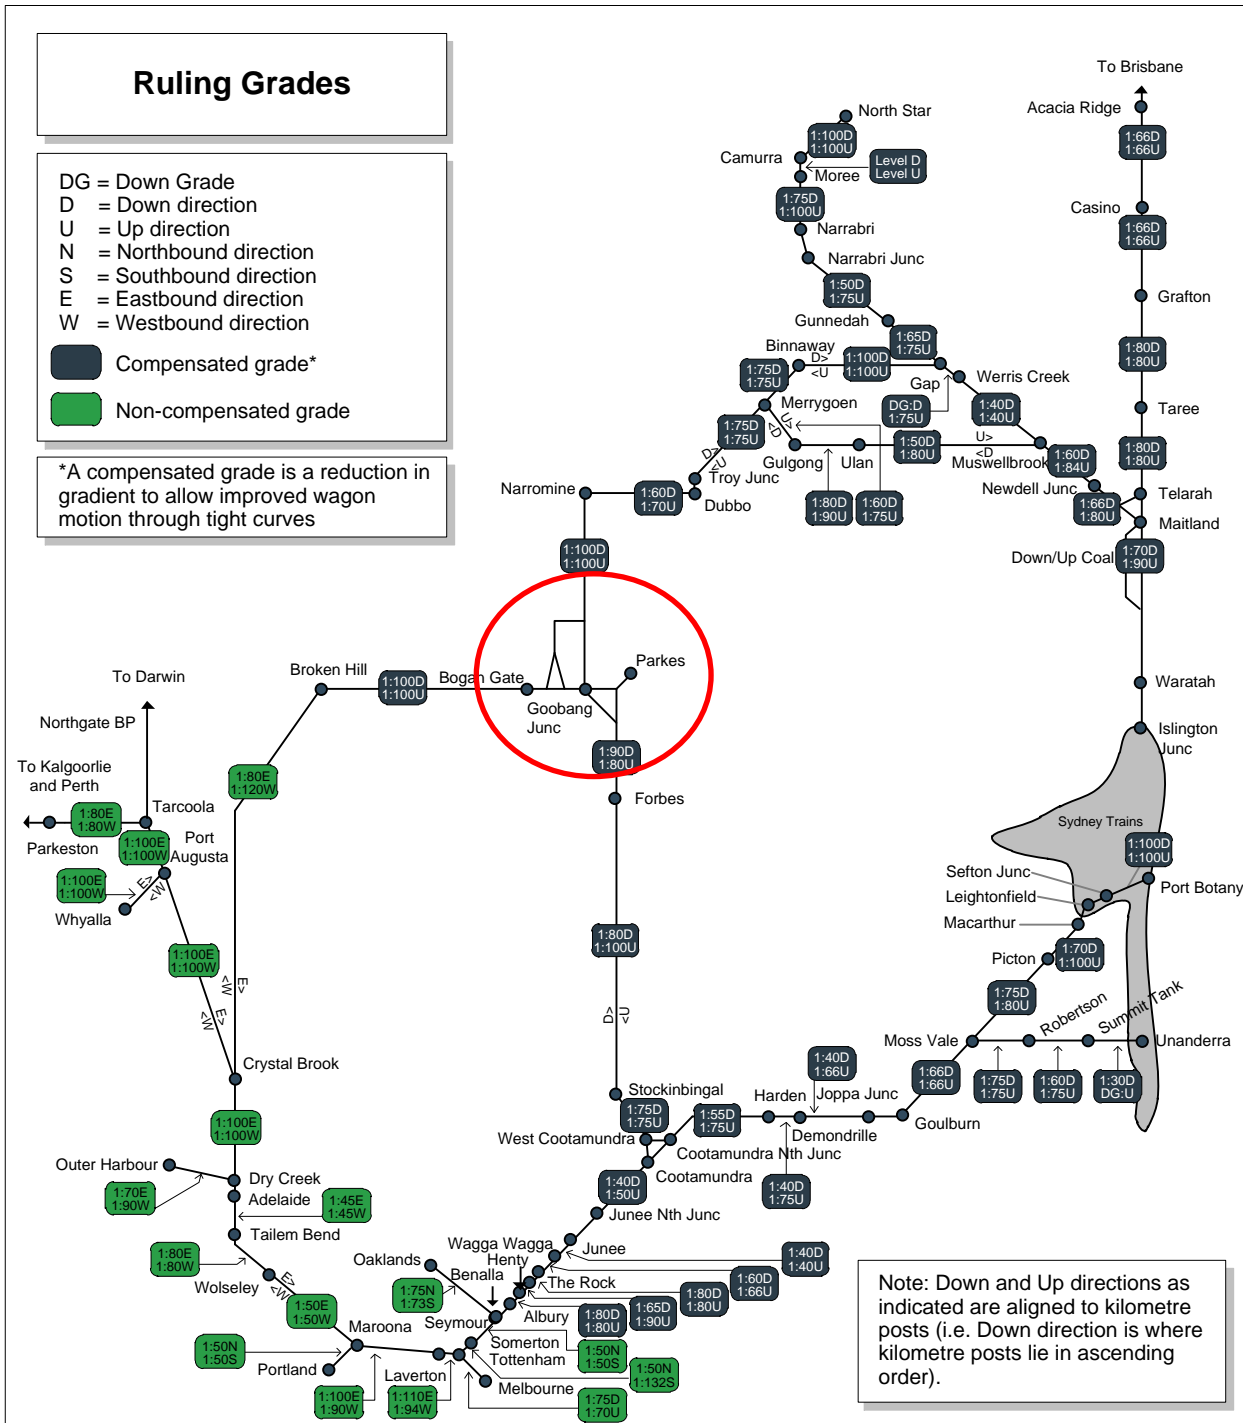 Ruling Grades
DG = Down Grade
D = Down direction
U = Up direction
N = Northbound direction
S = Southbound direction
E = Eastbound direction
W = Westbound direction
Compensated grade*
Non-compensated grade
*A compensated grade is a reduction in
gradient to allow improved wagon
motion through tight curves
To Brisbane
Acacia Ridge
1:66D
1:66U
Casino
1:66D
1:66U
Grafton
1:80D
1:80U
Taree
1:80D
1:80U
Telarah
Maitland
Down/Up Coal
1:70D
1:90U
Waratah
Islington
Junc
North Star
1:100D
1:100U
Camurra
Level D
Level U
Moree
1:75D
1:100U
Narrabri
Narrabri Junc
1:50D
1:75U
Gunnedah
1:65D
1:75U
Binnaway
D>
<U
1:100D
1:100U
Gap
Werris Creek
DG:D
1:75U
1:40D
1:40U
1:75D
1:75U
Merrygoen
U>
<D
1:75D
1:75U
Gulgong
Ulan
1:50D
1:80U
U>
<D
Muswellbrook
1:60D
1:84U
Newdell Junc
1:66D
1:80U
D>
<U
Troy Junc
Dubbo
1:80D
1:90U
1:60D
1:75U
Narromine
1:60D
1:70U
1:100D
1:100U
Parkes
Broken Hill
1:100D
1:100U
Bogan Gate
Goobang
Junc
1:90D
1:80U
Forbes
To Darwin
Northgate BP
To Kalgoorlie
and Perth
1:80E
1:80W
Tarcoola
Parkeston
1:80E
1:120W
1:100E
1:100W
Port
Augusta
1:100E
1:100W
E>
<W
Whyalla
1:100E
1:100W
E>
<W
E>
<W
Crystal Brook
1:100E
1:100W
Outer Harbour
1:70E
1:90W
Dry Creek
Adelaide
1:45E
1:45W
Tailem Bend
1:80E
1:80W
Wolseley
E>
<W
1:50E
1:50W
Maroona
1:50N
1:50S
Portland
1:100E
1:90W
Laverton
1:110E
1:94W
Melbourne
1:75D
1:70U
Tottenham
Somerton
1:50N
1:50S
1:50N
1:132S
Seymour
Benalla
Oaklands
1:75N
1:73S
Albury
1:80D
1:80U
1:65D
1:90U
1:80D
1:80U
1:60D
1:66U
1:40D
1:40U
Henty
The Rock
Wagga Wagga
Junee
Junee Nth Junc
1:40D
1:50U
Cootamundra
Cootamundra Nth Junc
West Cootamundra
1:75D
1:75U
Stockinbingal
1:80D
1:100U
D>
<U
1:55D
1:75U
Harden
1:40D
1:75U
Demondrille
1:40D
1:66U
Joppa Junc
Goulburn
1:66D
1:66U
Moss Vale
1:75D
1:80U
Picton
1:70D
1:100U
Macarthur
Leightonfield
Sefton Junc
Sydney Trains
1:100D
1:100U
Port Botany
Robertson
Summit Tank
Unanderra
1:75D
1:75U
1:60D
1:75U
1:30D
DG:U
Note: Down and Up directions as
indicated are aligned to kilometre
posts (i.e. Down direction is where
kilometre posts lie in ascending
order).